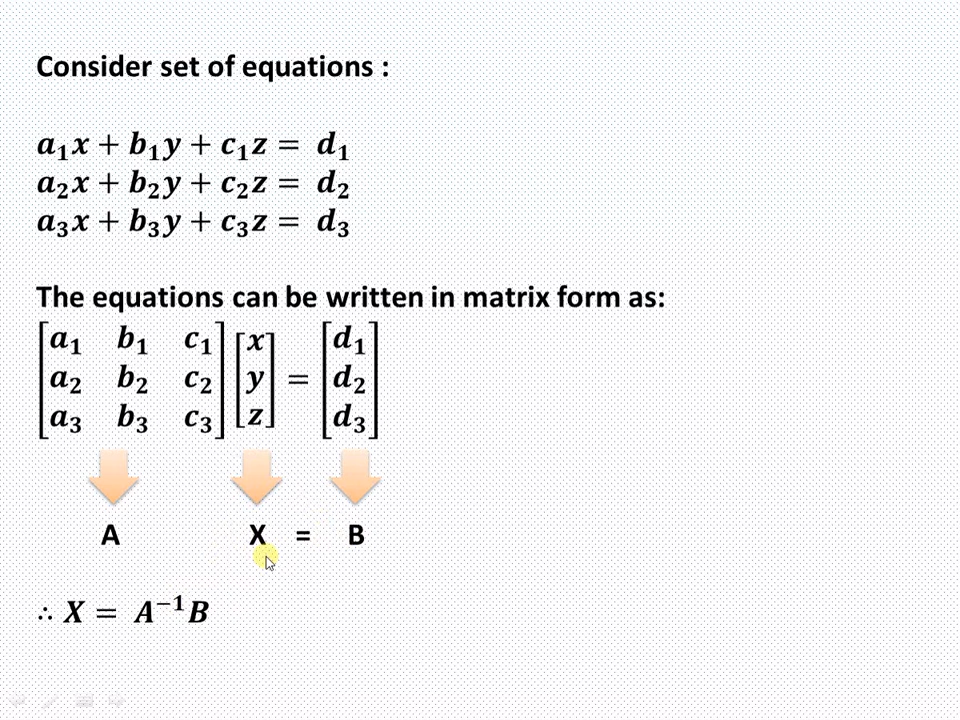 Consider set of equations :
a₁x + b₁y + c₁z = d₁
a₂x + b₂y + c₂z = d₂
a₃x + b₃y + c₃z = d₃
The equations can be written in matrix form as:
[a₁ b₁ c₁] [x] = [d₁]
[a₂ b₂ c₂] [y] = [d₂]
[a₃ b₃ c₃] [z] = [d₃]
A X = B
∴ X = A⁻¹B